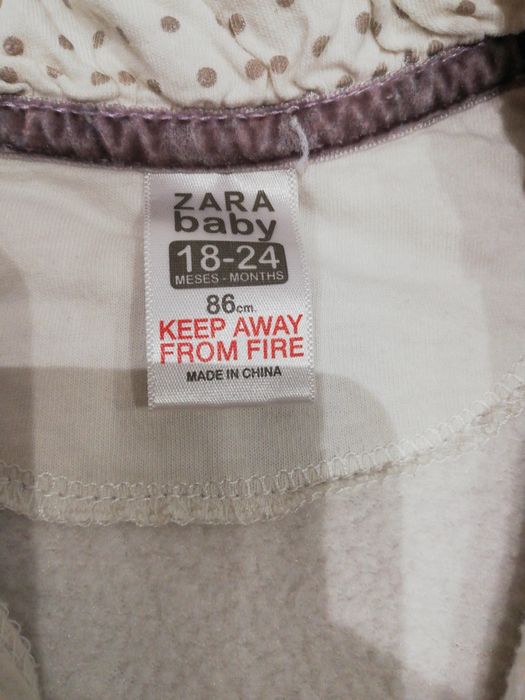 ZARA
baby
18-24
MESES - MONTHS
86cm.
KEEP AWAY
FROM FIRE
MADE IN CHINA